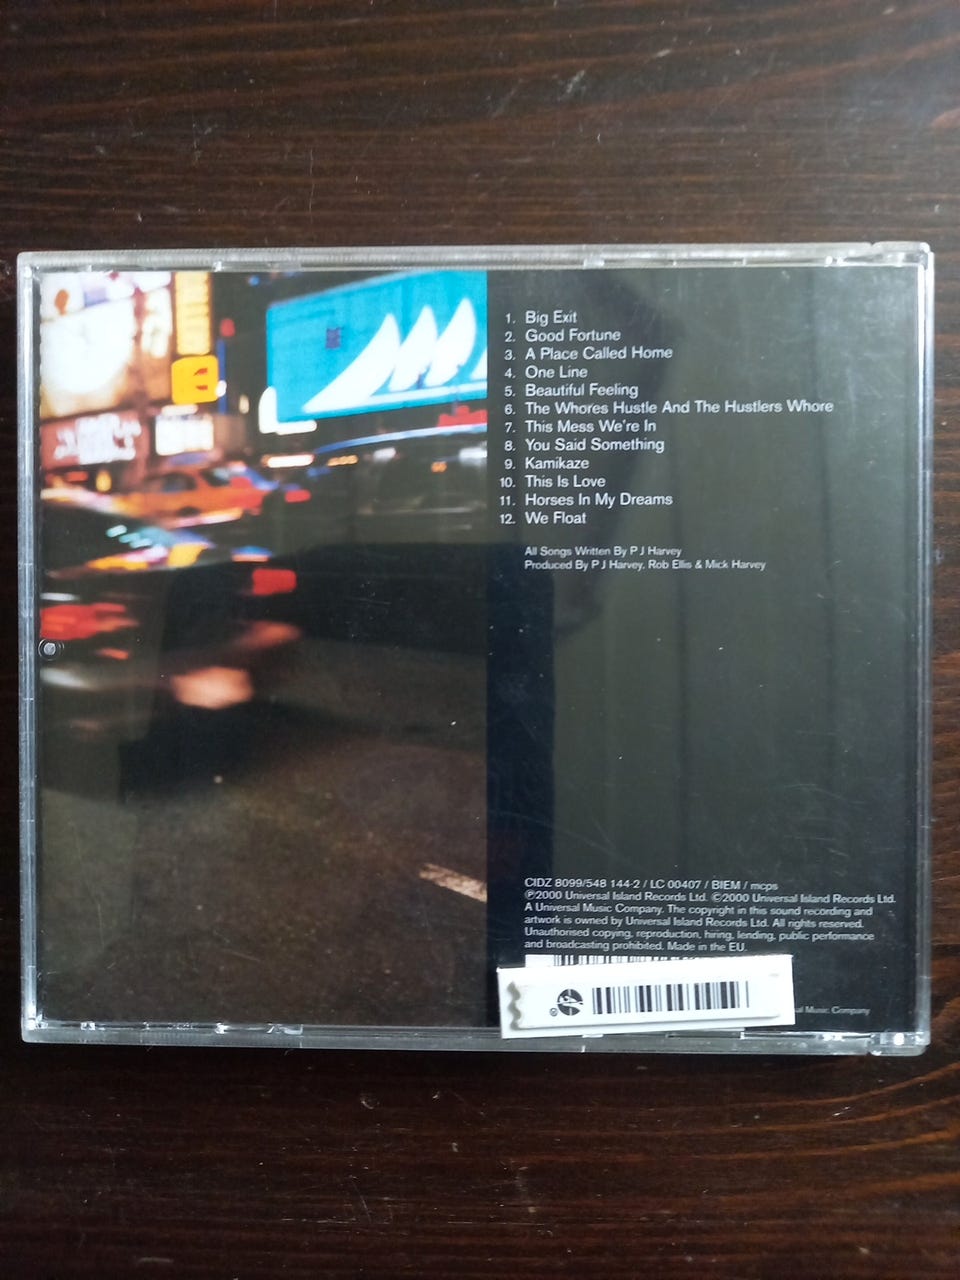 1. Big Exit
2. Good Fortune
3. A Place Called Home
4. One Line
5. Beautiful Feeling
6. The Whores Hustle And The Hustlers Whore
7. This Mess We're In
8. You Said Something
9. Kamikaze
10. This Is Love
11. Horses In My Dreams
12. We Float
All Songs Written By P J Harvey
Produced By P J Harvey, Rob Ellis & Mick Harvey
CIDZ 8099/548 144-2 / LC 00407 / BIEM / mcps
℗2000 Universal Island Records Ltd. ©2000 Universal Island Records Ltd.
A Universal Music Company. The copyright in this sound recording and
artwork is owned by Universal Island Records Ltd. All rights reserved.
Unauthorised copying, reproduction, hiring, lending, public performance
and broadcasting prohibited. Made in the EU.
Music Company